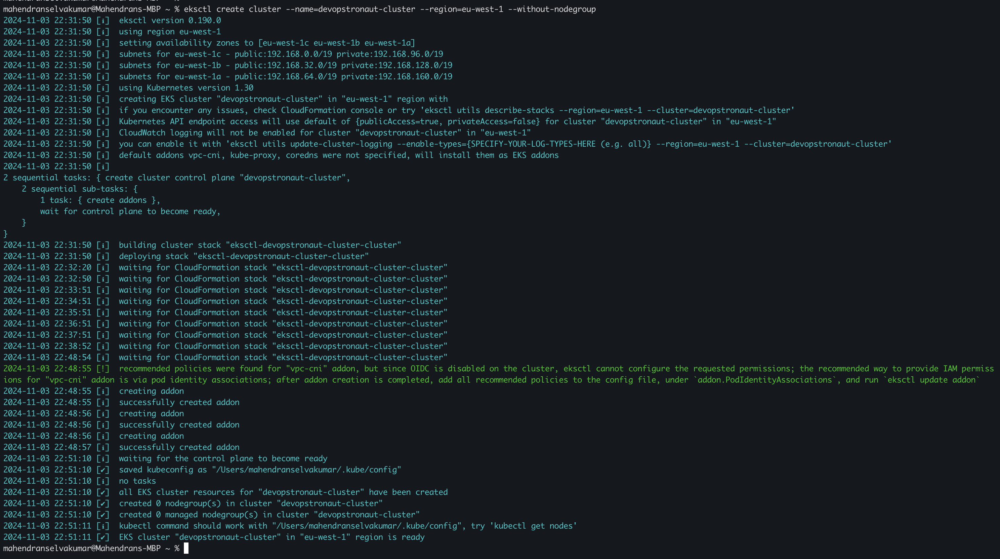 mahendranselvakumar@Mahendrans-MBP ~ %
mahendranselvakumar@Mahendrans-MBP ~ % eksctl create cluster --name=devopstronaut-cluster --region=eu-west-1 --without-nodegroup
2024-11-03 22:31:50 [ℹ]  eksctl version 0.190.0
2024-11-03 22:31:50 [ℹ]  using region eu-west-1
2024-11-03 22:31:50 [ℹ]  setting availability zones to [eu-west-1c eu-west-1b eu-west-1a]
2024-11-03 22:31:50 [ℹ]  subnets for eu-west-1c - public:192.168.0.0/19 private:192.168.96.0/19
2024-11-03 22:31:50 [ℹ]  subnets for eu-west-1b - public:192.168.32.0/19 private:192.168.128.0/19
2024-11-03 22:31:50 [ℹ]  subnets for eu-west-1a - public:192.168.64.0/19 private:192.168.160.0/19
2024-11-03 22:31:50 [ℹ]  using Kubernetes version 1.30
2024-11-03 22:31:50 [ℹ]  creating EKS cluster "devopstronaut-cluster" in "eu-west-1" region with
2024-11-03 22:31:50 [ℹ]  if you encounter any issues, check CloudFormation console or try 'eksctl utils describe-stacks --region=eu-west-1 --cluster=devopstronaut-cluster'
2024-11-03 22:31:50 [ℹ]  Kubernetes API endpoint access will use default of {publicAccess=true, privateAccess=false} for cluster "devopstronaut-cluster" in "eu-west-1"
2024-11-03 22:31:50 [ℹ]  CloudWatch logging will not be enabled for cluster "devopstronaut-cluster" in "eu-west-1"
2024-11-03 22:31:50 [ℹ]  you can enable it with 'eksctl utils update-cluster-logging --enable-types={SPECIFY-YOUR-LOG-TYPES-HERE (e.g. all)} --region=eu-west-1 --cluster=devopstronaut-cluster'
2024-11-03 22:31:50 [ℹ]  default addons vpc-cni, kube-proxy, coredns were not specified, will install them as EKS addons
2024-11-03 22:31:50 [ℹ]
2 sequential tasks: { create cluster control plane "devopstronaut-cluster",
    2 sequential sub-tasks: {
        1 task: { create addons },
        wait for control plane to become ready,
    }
}
2024-11-03 22:31:50 [ℹ]  building cluster stack "eksctl-devopstronaut-cluster-cluster"
2024-11-03 22:31:50 [ℹ]  deploying stack "eksctl-devopstronaut-cluster-cluster"
2024-11-03 22:32:20 [ℹ]  waiting for CloudFormation stack "eksctl-devopstronaut-cluster-cluster"
2024-11-03 22:32:50 [ℹ]  waiting for CloudFormation stack "eksctl-devopstronaut-cluster-cluster"
2024-11-03 22:33:51 [ℹ]  waiting for CloudFormation stack "eksctl-devopstronaut-cluster-cluster"
2024-11-03 22:34:51 [ℹ]  waiting for CloudFormation stack "eksctl-devopstronaut-cluster-cluster"
2024-11-03 22:35:51 [ℹ]  waiting for CloudFormation stack "eksctl-devopstronaut-cluster-cluster"
2024-11-03 22:36:51 [ℹ]  waiting for CloudFormation stack "eksctl-devopstronaut-cluster-cluster"
2024-11-03 22:37:51 [ℹ]  waiting for CloudFormation stack "eksctl-devopstronaut-cluster-cluster"
2024-11-03 22:38:52 [ℹ]  waiting for CloudFormation stack "eksctl-devopstronaut-cluster-cluster"
2024-11-03 22:48:54 [ℹ]  waiting for CloudFormation stack "eksctl-devopstronaut-cluster-cluster"
2024-11-03 22:48:55 [!]  recommended policies were found for "vpc-cni" addon, but since OIDC is disabled on the cluster, eksctl cannot configure the requested permissions; the recommended way to provide IAM permiss
ions for "vpc-cni" addon is via pod identity associations; after addon creation is completed, add all recommended policies to the config file, under `addon.PodIdentityAssociations`, and run `eksctl update addon`
2024-11-03 22:48:55 [ℹ]  creating addon
2024-11-03 22:48:55 [ℹ]  successfully created addon
2024-11-03 22:48:56 [ℹ]  creating addon
2024-11-03 22:48:56 [ℹ]  successfully created addon
2024-11-03 22:48:56 [ℹ]  creating addon
2024-11-03 22:48:57 [ℹ]  successfully created addon
2024-11-03 22:51:10 [ℹ]  waiting for the control plane to become ready
2024-11-03 22:51:10 [✔]  saved kubeconfig as "/Users/mahendranselvakumar/.kube/config"
2024-11-03 22:51:10 [ℹ]  no tasks
2024-11-03 22:51:10 [✔]  all EKS cluster resources for "devopstronaut-cluster" have been created
2024-11-03 22:51:10 [✔]  created 0 nodegroup(s) in cluster "devopstronaut-cluster"
2024-11-03 22:51:10 [✔]  created 0 managed nodegroup(s) in cluster "devopstronaut-cluster"
2024-11-03 22:51:11 [ℹ]  kubectl command should work with "/Users/mahendranselvakumar/.kube/config", try 'kubectl get nodes'
2024-11-03 22:51:11 [✔]  EKS cluster "devopstronaut-cluster" in "eu-west-1" region is ready
mahendranselvakumar@Mahendrans-MBP ~ %